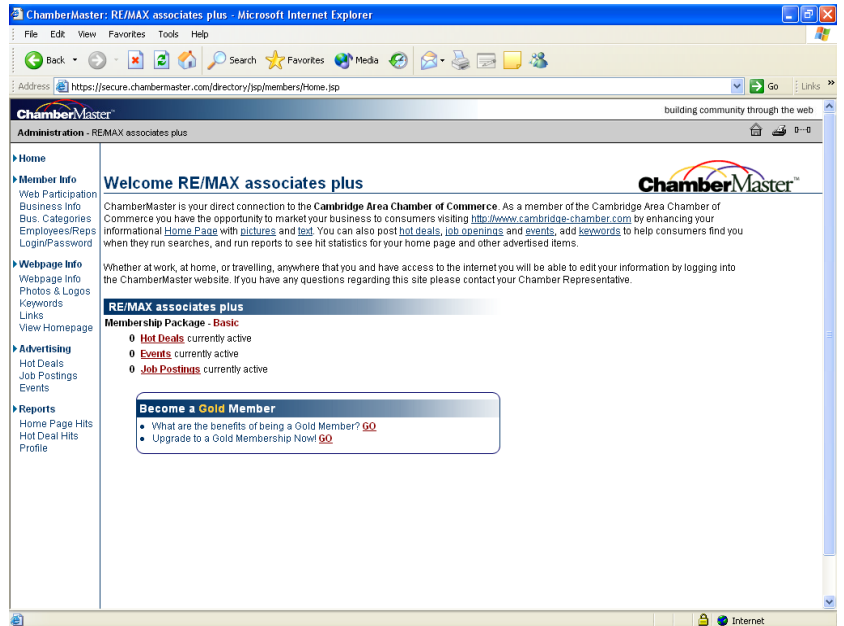 ChamberMaster: RE/MAX associates plus - Microsoft Internet Explorer
File Edit View Favorites Tools Help
Back Search Favorites Media
Address https://secure.chambermaster.com/directory/jsp/members/Home.jsp Go Links »
ChamberMaster™ building community through the web
Administration - RE/MAX associates plus
Home
Member Info
Web Participation
Business Info
Bus. Categories
Employees/Reps
Login/Password
Webpage Info
Webpage Info
Photos & Logos
Keywords
Links
View Homepage
Advertising
Hot Deals
Job Postings
Events
Reports
Home Page Hits
Hot Deal Hits
Profile
Welcome RE/MAX associates plus
ChamberMaster™
ChamberMaster is your direct connection to the Cambridge Area Chamber of Commerce. As a member of the Cambridge Area Chamber of
Commerce you have the opportunity to market your business to consumers visiting http://www.cambridge-chamber.com by enhancing your
informational Home Page with pictures and text. You can also post hot deals, job openings and events, add keywords to help consumers find you
when they run searches, and run reports to see hit statistics for your home page and other advertised items.
Whether at work, at home, or travelling, anywhere that you and have access to the internet you will be able to edit your information by logging into
the ChamberMaster website. If you have any questions regarding this site please contact your Chamber Representative.
RE/MAX associates plus
Membership Package - Basic
0 Hot Deals currently active
0 Events currently active
0 Job Postings currently active
Become a Gold Member
• What are the benefits of being a Gold Member? GO
• Upgrade to a Gold Membership Now! GO
Internet